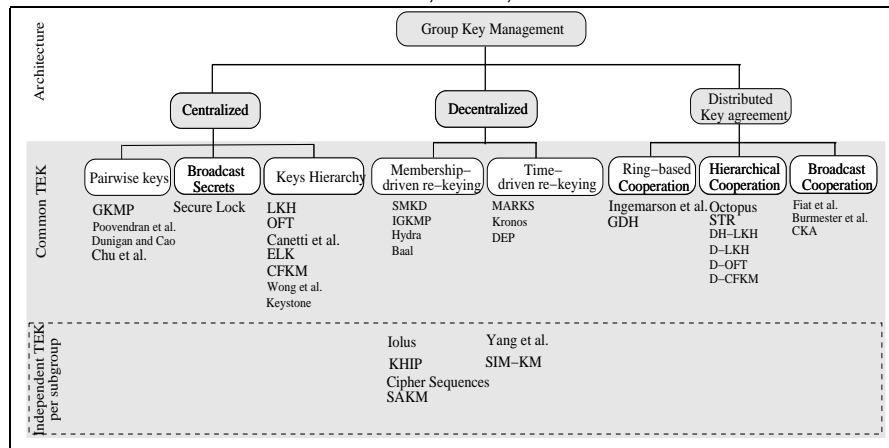 Group Key Management
Architecture
Centralized
Decentralized
Distributed
Key agreement
Common TEK
Pairwise keys
Broadcast
Secrets
Keys Hierarchy
Membership–
driven re–keying
Time–
driven re–keying
Ring–based
Cooperation
Hierarchical
Cooperation
Broadcast
Cooperation
GKMP
Poovendran et al.
Dunigan and Cao
Chu et al.
Secure Lock
LKH
OFT
Canetti et al.
ELK
CFKM
Wong et al.
Keystone
SMKD
IGKMP
Hydra
Baal
MARKS
Kronos
DEP
Ingemarson et al.
GDH
Octopus
STR
DH–LKH
D–LKH
D–OFT
D–CFKM
Fiat et al.
Burmester et al.
CKA
Independent TEK
per subgroup
Iolus
KHIP
Cipher Sequences
SAKM
Yang et al.
SIM–KM